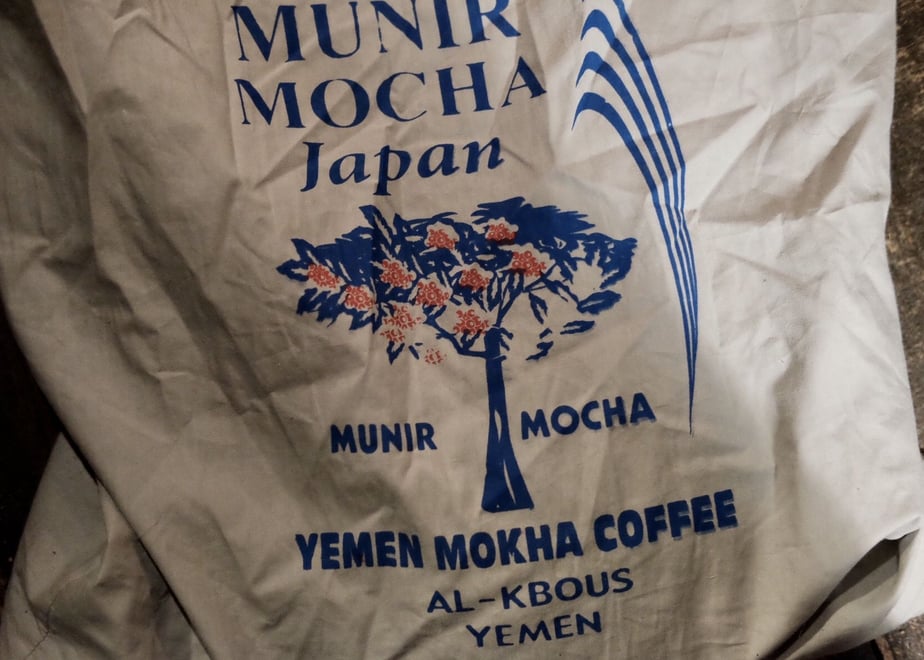 MUNIR
MOCHA
Japan
MUNIR MOCHA
YEMEN MOKHA COFFEE
AL-KBOUS
YEMEN